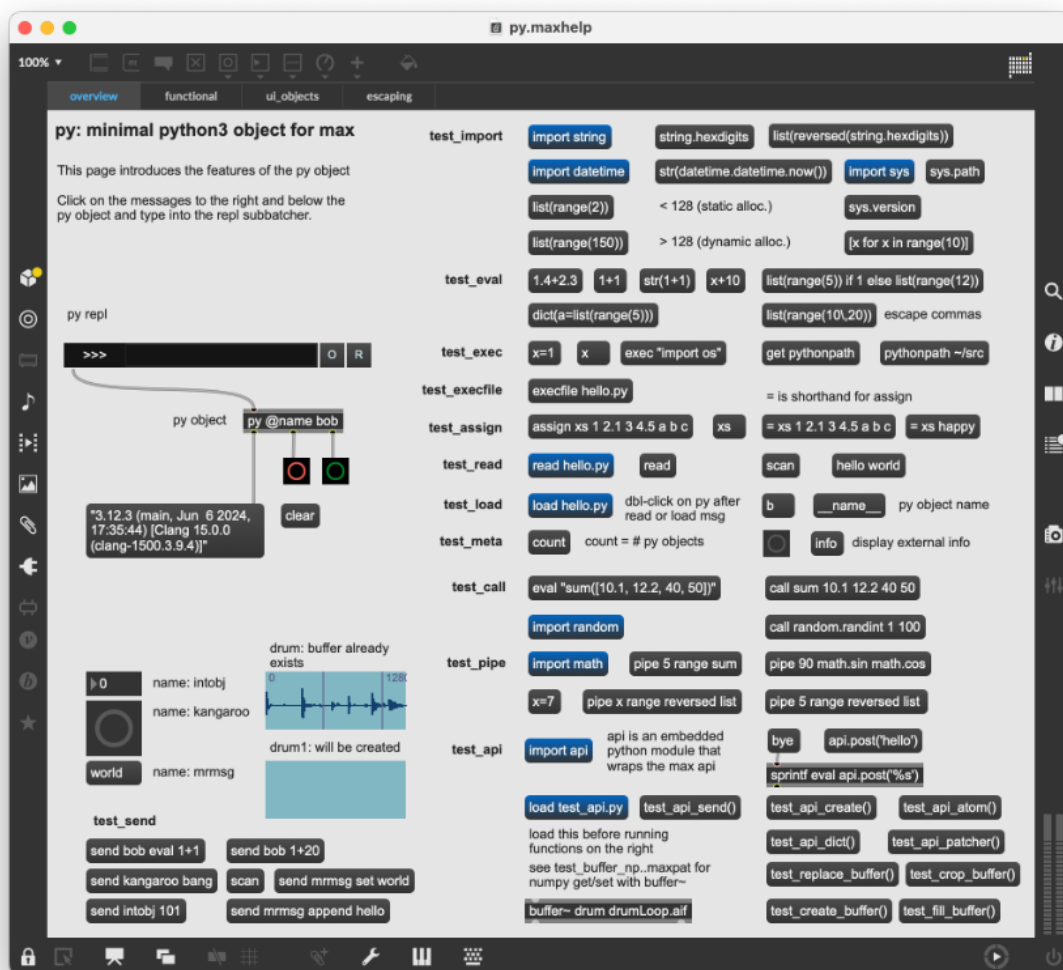 py.maxhelp
100%
overview functional ui_objects escaping
py: minimal python3 object for max
This page introduces the features of the py object
Click on the messages to the right and below the
py object and type into the repl subbatcher.
py repl
>>> O R
py object py @name bob
"3.12.3 (main, Jun 6 2024,
17:35:44) [Clang 15.0.0
(clang-1500.3.9.4)]"
clear
drum: buffer already
exists
0 name: intobj
0 128
name: kangaroo
drum1: will be created
world name: mrmsg
test_send
send bob eval 1+1 send bob 1+20
send kangaroo bang scan send mrmsg set world
send intobj 101 send mrmsg append hello
test_import import string string.hexdigits list(reversed(string.hexdigits))
import datetime str(datetime.datetime.now()) import sys sys.path
list(range(2)) < 128 (static alloc.) sys.version
list(range(150)) > 128 (dynamic alloc.) [x for x in range(10)]
test_eval 1.4+2.3 1+1 str(1+1) x+10 list(range(5)) if 1 else list(range(12))
dict(a=list(range(5))) list(range(10\,20)) escape commas
test_exec x=1 x exec "import os" get pythonpath pythonpath ~/src
test_execfile execfile hello.py
= is shorthand for assign
test_assign assign xs 1 2.1 3 4.5 a b c xs = xs 1 2.1 3 4.5 a b c = xs happy
test_read read hello.py read scan hello world
test_load load hello.py dbl-click on py after
read or load msg
b __name__ py object name
test_meta count count = # py objects info display external info
test_call eval "sum([10.1, 12.2, 40, 50])" call sum 10.1 12.2 40 50
import random call random.randint 1 100
test_pipe import math pipe 5 range sum pipe 90 math.sin math.cos
x=7 pipe x range reversed list pipe 5 range reversed list
test_api import api api is an embedded
python module that
wraps the max api
bye api.post('hello')
sprintf eval api.post('%s')
load test_api.py test_api_send() test_api_create() test_api_atom()
load this before running
functions on the right
test_api_dict() test_api_patcher()
see test_buffer_np..maxpat for
numpy get/set with buffer~
test_replace_buffer() test_crop_buffer()
buffer~ drum drumLoop.aif test_create_buffer() test_fill_buffer()